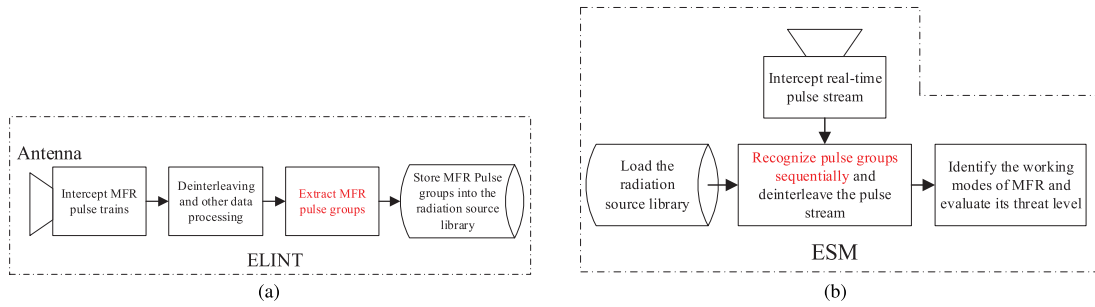 Antenna
Intercept MFR
pulse trains
Deinterleaving
and other data
processing
Extract MFR
pulse groups
Store MFR Pulse
groups into the
radiation source
library
ELINT
(a)
Intercept real-time
pulse stream
Load the
radiation
source library
Recognize pulse groups
sequentially and
deinterleave the pulse
stream
Identify the working
modes of MFR and
evaluate its threat level
ESM
(b)